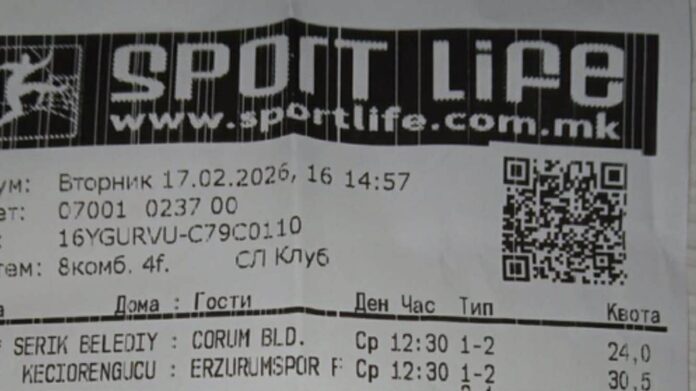 SPORT LIFE
www.sportlife.com.mk
ум: Вторник 17.02.2026, 16 14:57
ет: 07001 0237 00
: 16YGURVU-C79C0110
тем: 8комб. 4f. СЛ Клуб
а Дома : Гости Ден Час Тип Квота
SERIK BELEDIY : CORUM BLD. Ср 12:30 1-2 24,0
KECIORENGUCU : ERZURUMSPOR F Ср 12:30 1-2 30,5